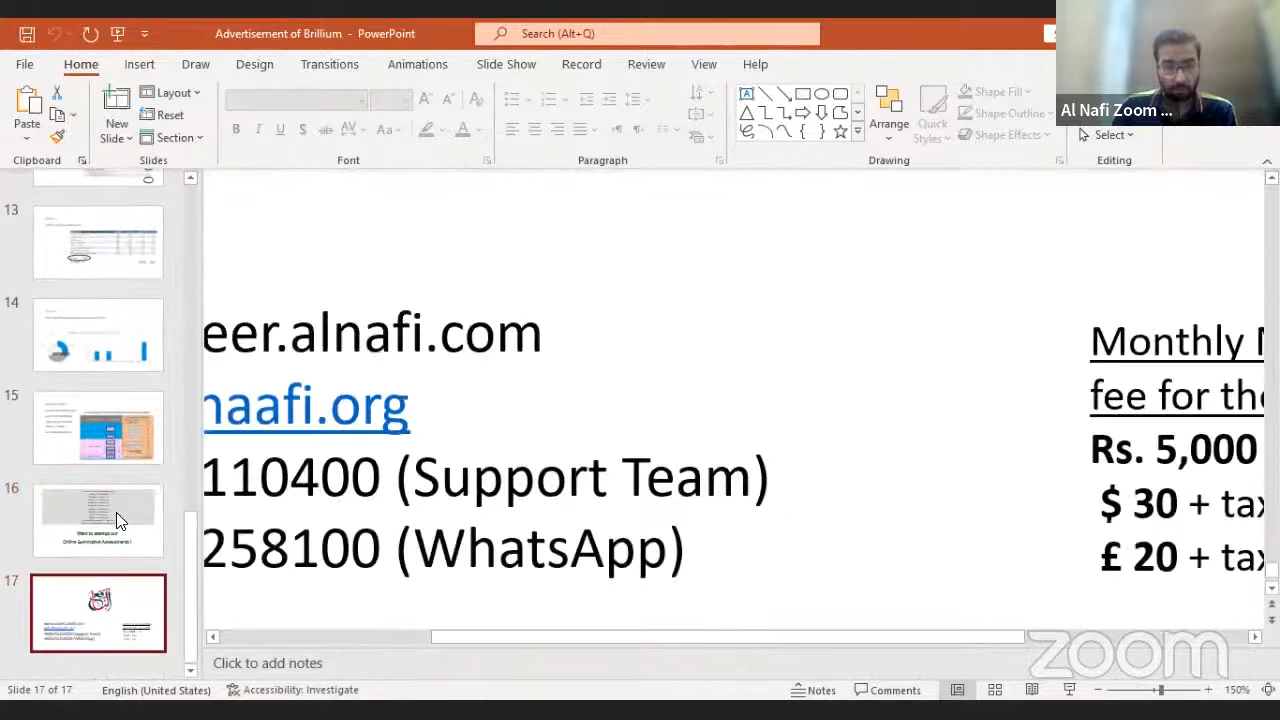 Advertisement of Brillium - PowerPoint
Search (Alt+Q)
Al Nafi Zoom ...
File Home Insert Draw Design Transitions Animations Slide Show Record Review View Help
Paste
New Slide
Layout
Reset
Section
Arrange
Quick Styles
Shape Fill
Shape Outline
Shape Effects
Select
Clipboard Slides Font Paragraph Drawing Editing
13
14
15
16
17
eer.alnafi.com
naafi.org
110400 (Support Team)
258100 (WhatsApp)
Monthly
fee for the
Rs. 5,000
$ 30 + tax
£ 20 + tax
zoom
Click to add notes
Slide 17 of 17 English (United States) Accessibility: Investigate Notes Comments 150%